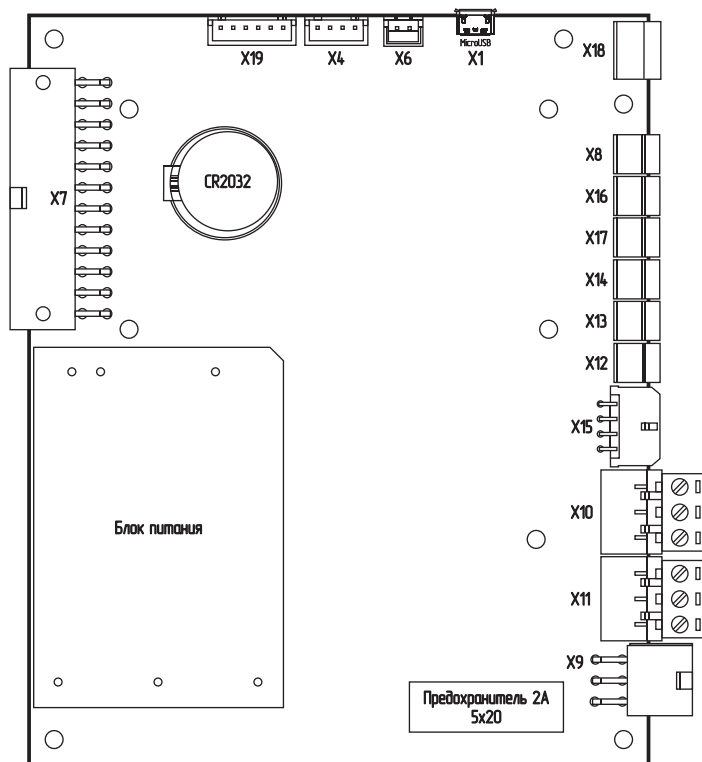 MicroUSB
X19
X4
X6
X1
X18
X8
CR2032
X7
X16
X17
X14
X13
X12
X15
X10
Блок питания
X11
X9
Предохранитель 2А
5x20